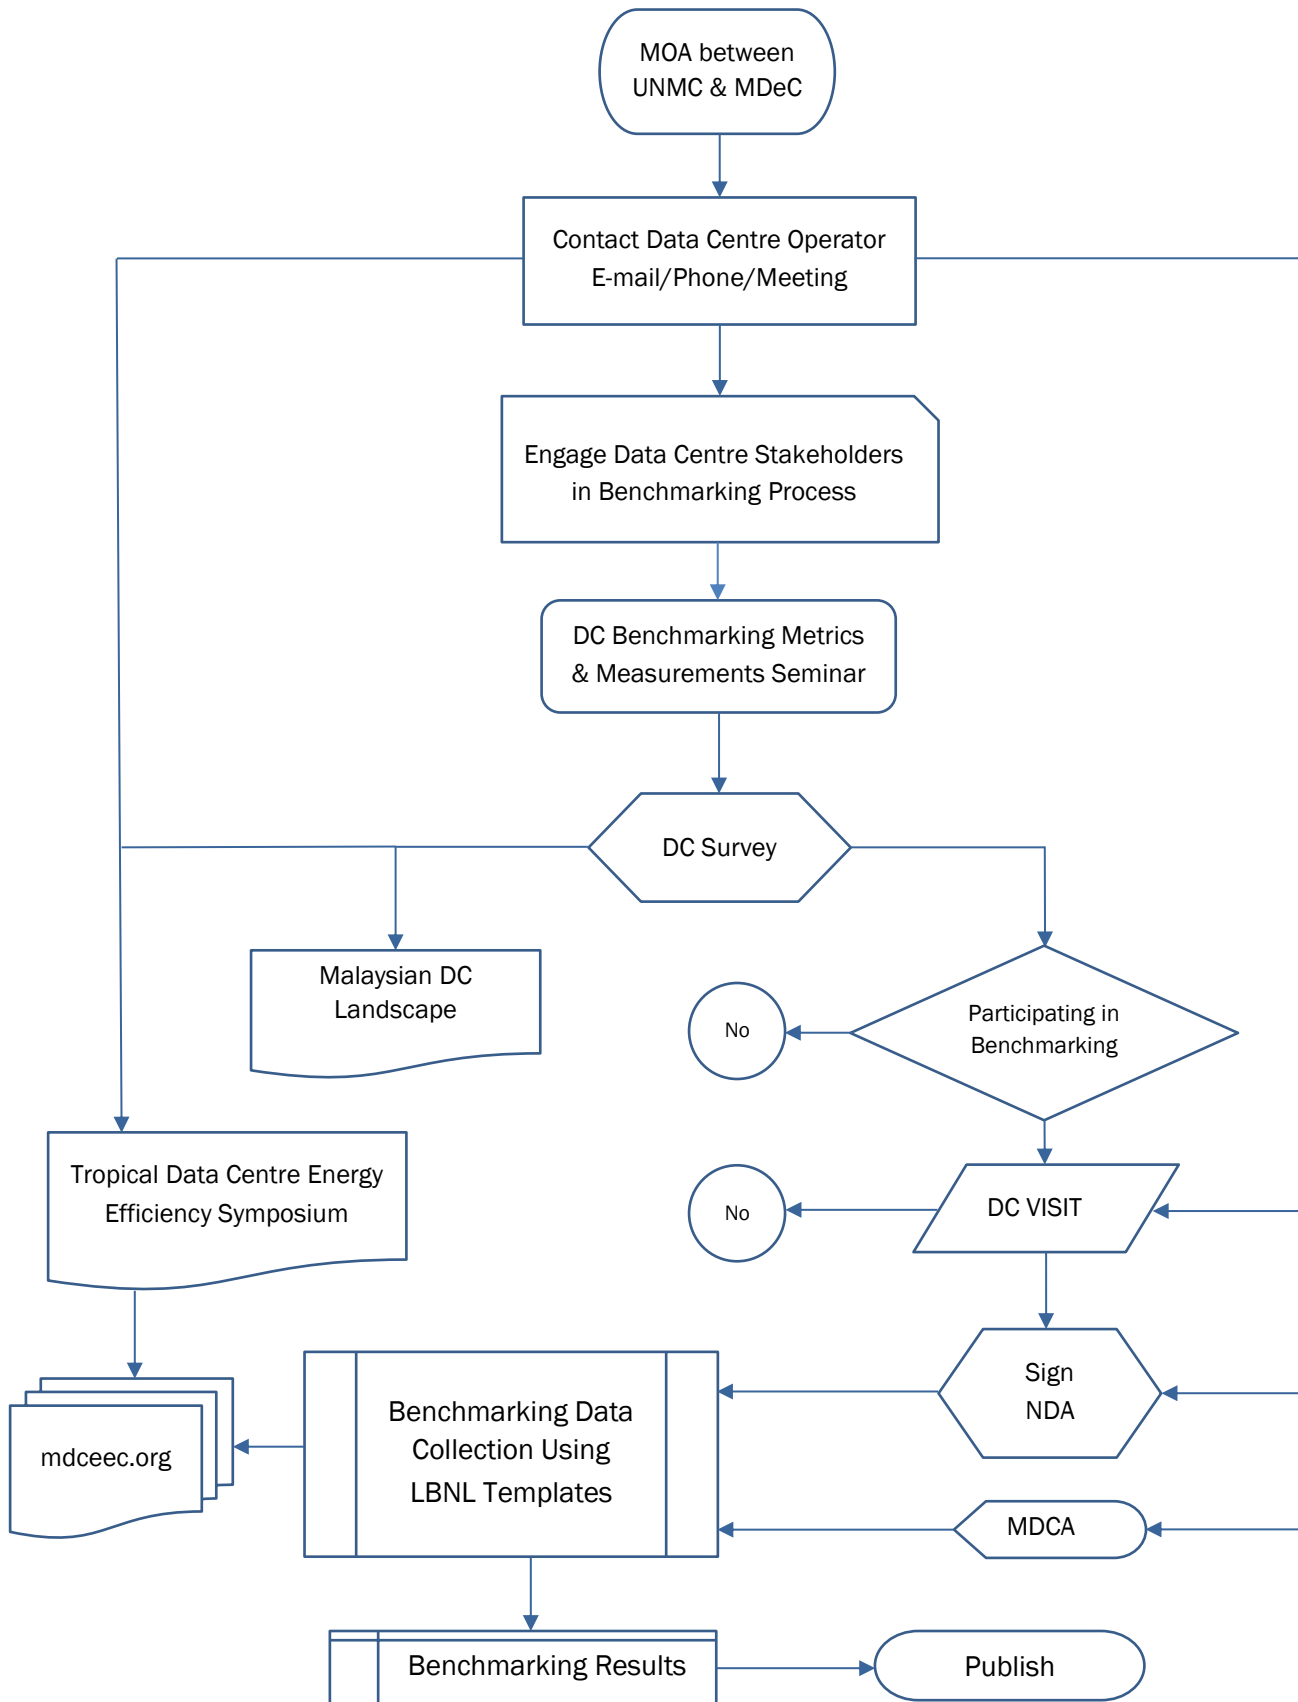 MOA between
UNMC & MDeC
Contact Data Centre Operator
E-mail/Phone/Meeting
Engage Data Centre Stakeholders
in Benchmarking Process
DC Benchmarking Metrics
& Measurements Seminar
DC Survey
Malaysian DC
Landscape
No
Participating in
Benchmarking
Tropical Data Centre Energy
Efficiency Symposium
No
DC VISIT
Sign
NDA
Benchmarking Data
Collection Using
LBNL Templates
mdceec.org
MDCA
Benchmarking Results
Publish